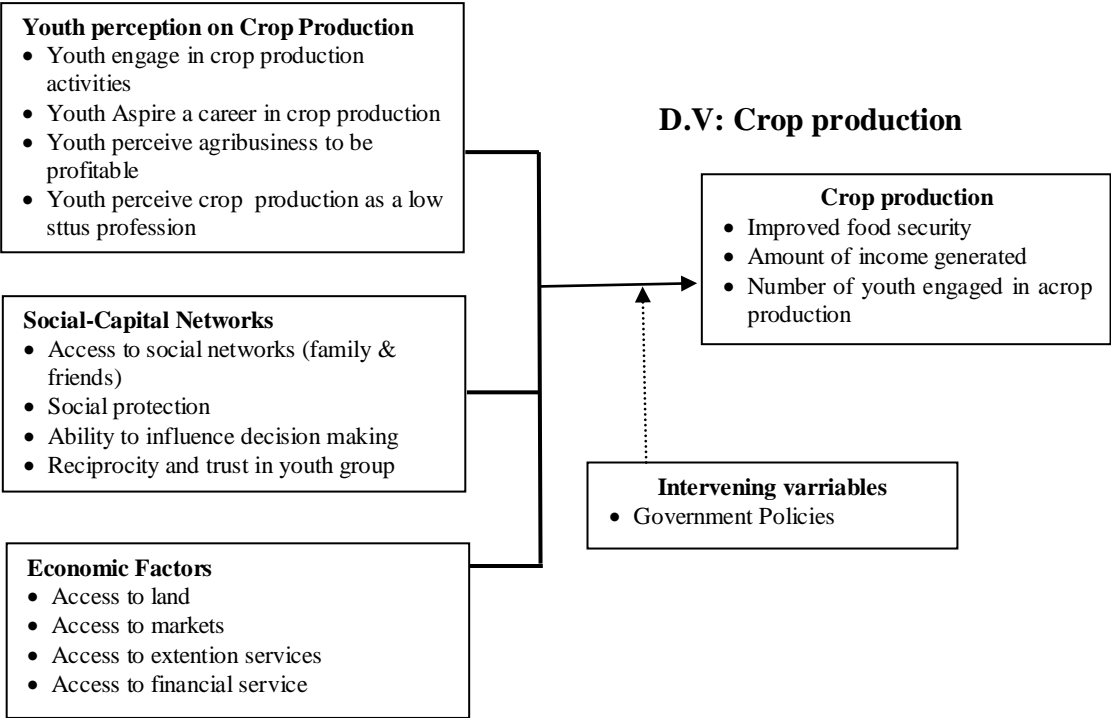 Youth perception on Crop Production
• Youth engage in crop production
activities
• Youth Aspire a career in crop production
• Youth perceive agribusiness to be
profitable
• Youth perceive crop production as a low
sttus profession
Social-Capital Networks
• Access to social networks (family &
friends)
• Social protection
• Ability to influence decision making
• Reciprocity and trust in youth group
Economic Factors
• Access to land
• Access to markets
• Access to extention services
• Access to financial service
D.V: Crop production
Crop production
• Improved food security
• Amount of income generated
• Number of youth engaged in acrop
production
Intervening varriables
• Government Policies